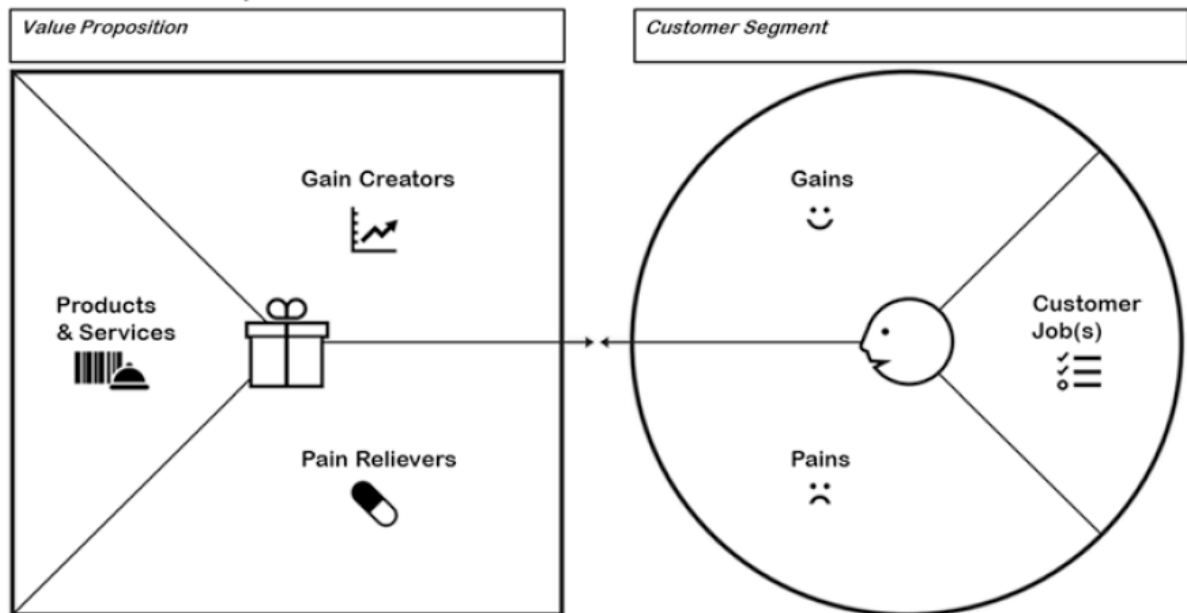 Value Proposition
Customer Segment
Gain Creators
Products
& Services
Pain Relievers
Gains
Customer
Job(s)
Pains